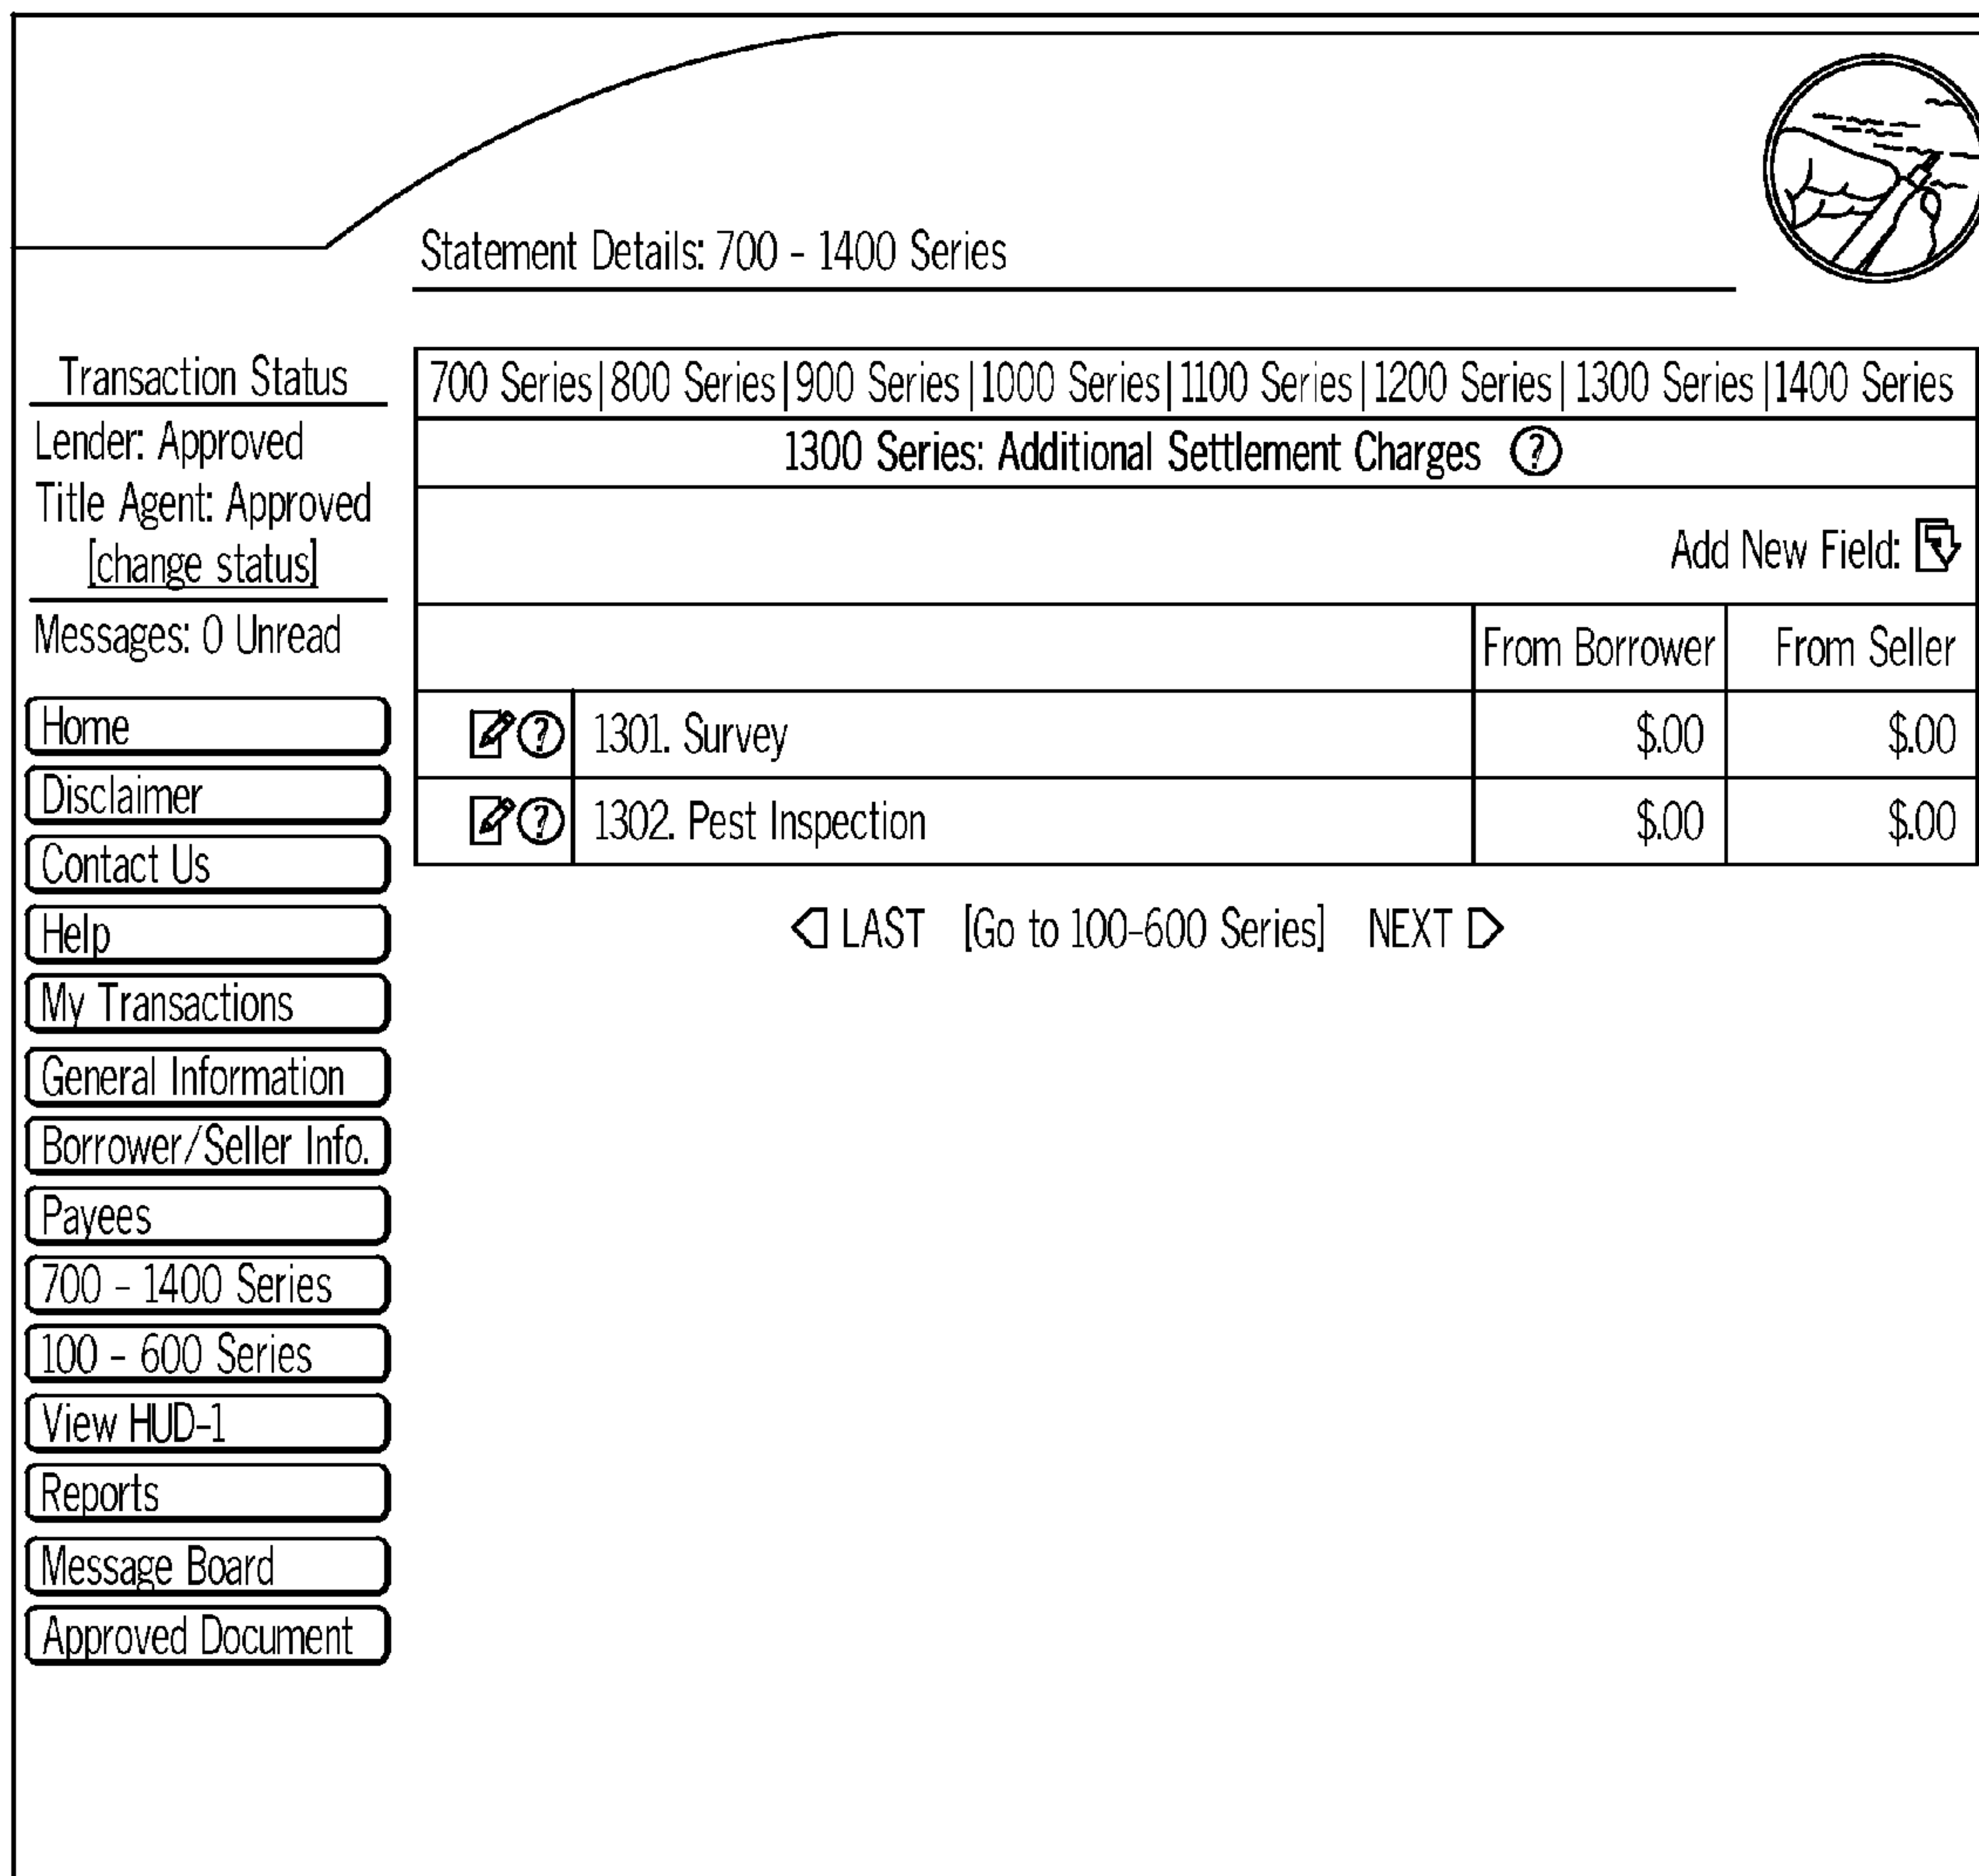 Statement Details: 700 - 1400 Series
Transaction Status
Lender: Approved
Title Agent: Approved
[change status]
Messages: 0 Unread
Home
Disclaimer
Contact Us
Help
My Transactions
General Information
Borrower/Seller Info.
Payees
700 - 1400 Series
100 - 600 Series
View HUD-1
Reports
Message Board
Approved Document
700 Series|800 Series|900 Series|1000 Series|1100 Series|1200 Series|1300 Series|1400 Series
1300 Series: Additional Settlement Charges ?
Add New Field:
From Borrower From Seller
? 1301. Survey $.00 $.00
? 1302. Pest Inspection $.00 $.00
LAST [Go to 100-600 Series] NEXT